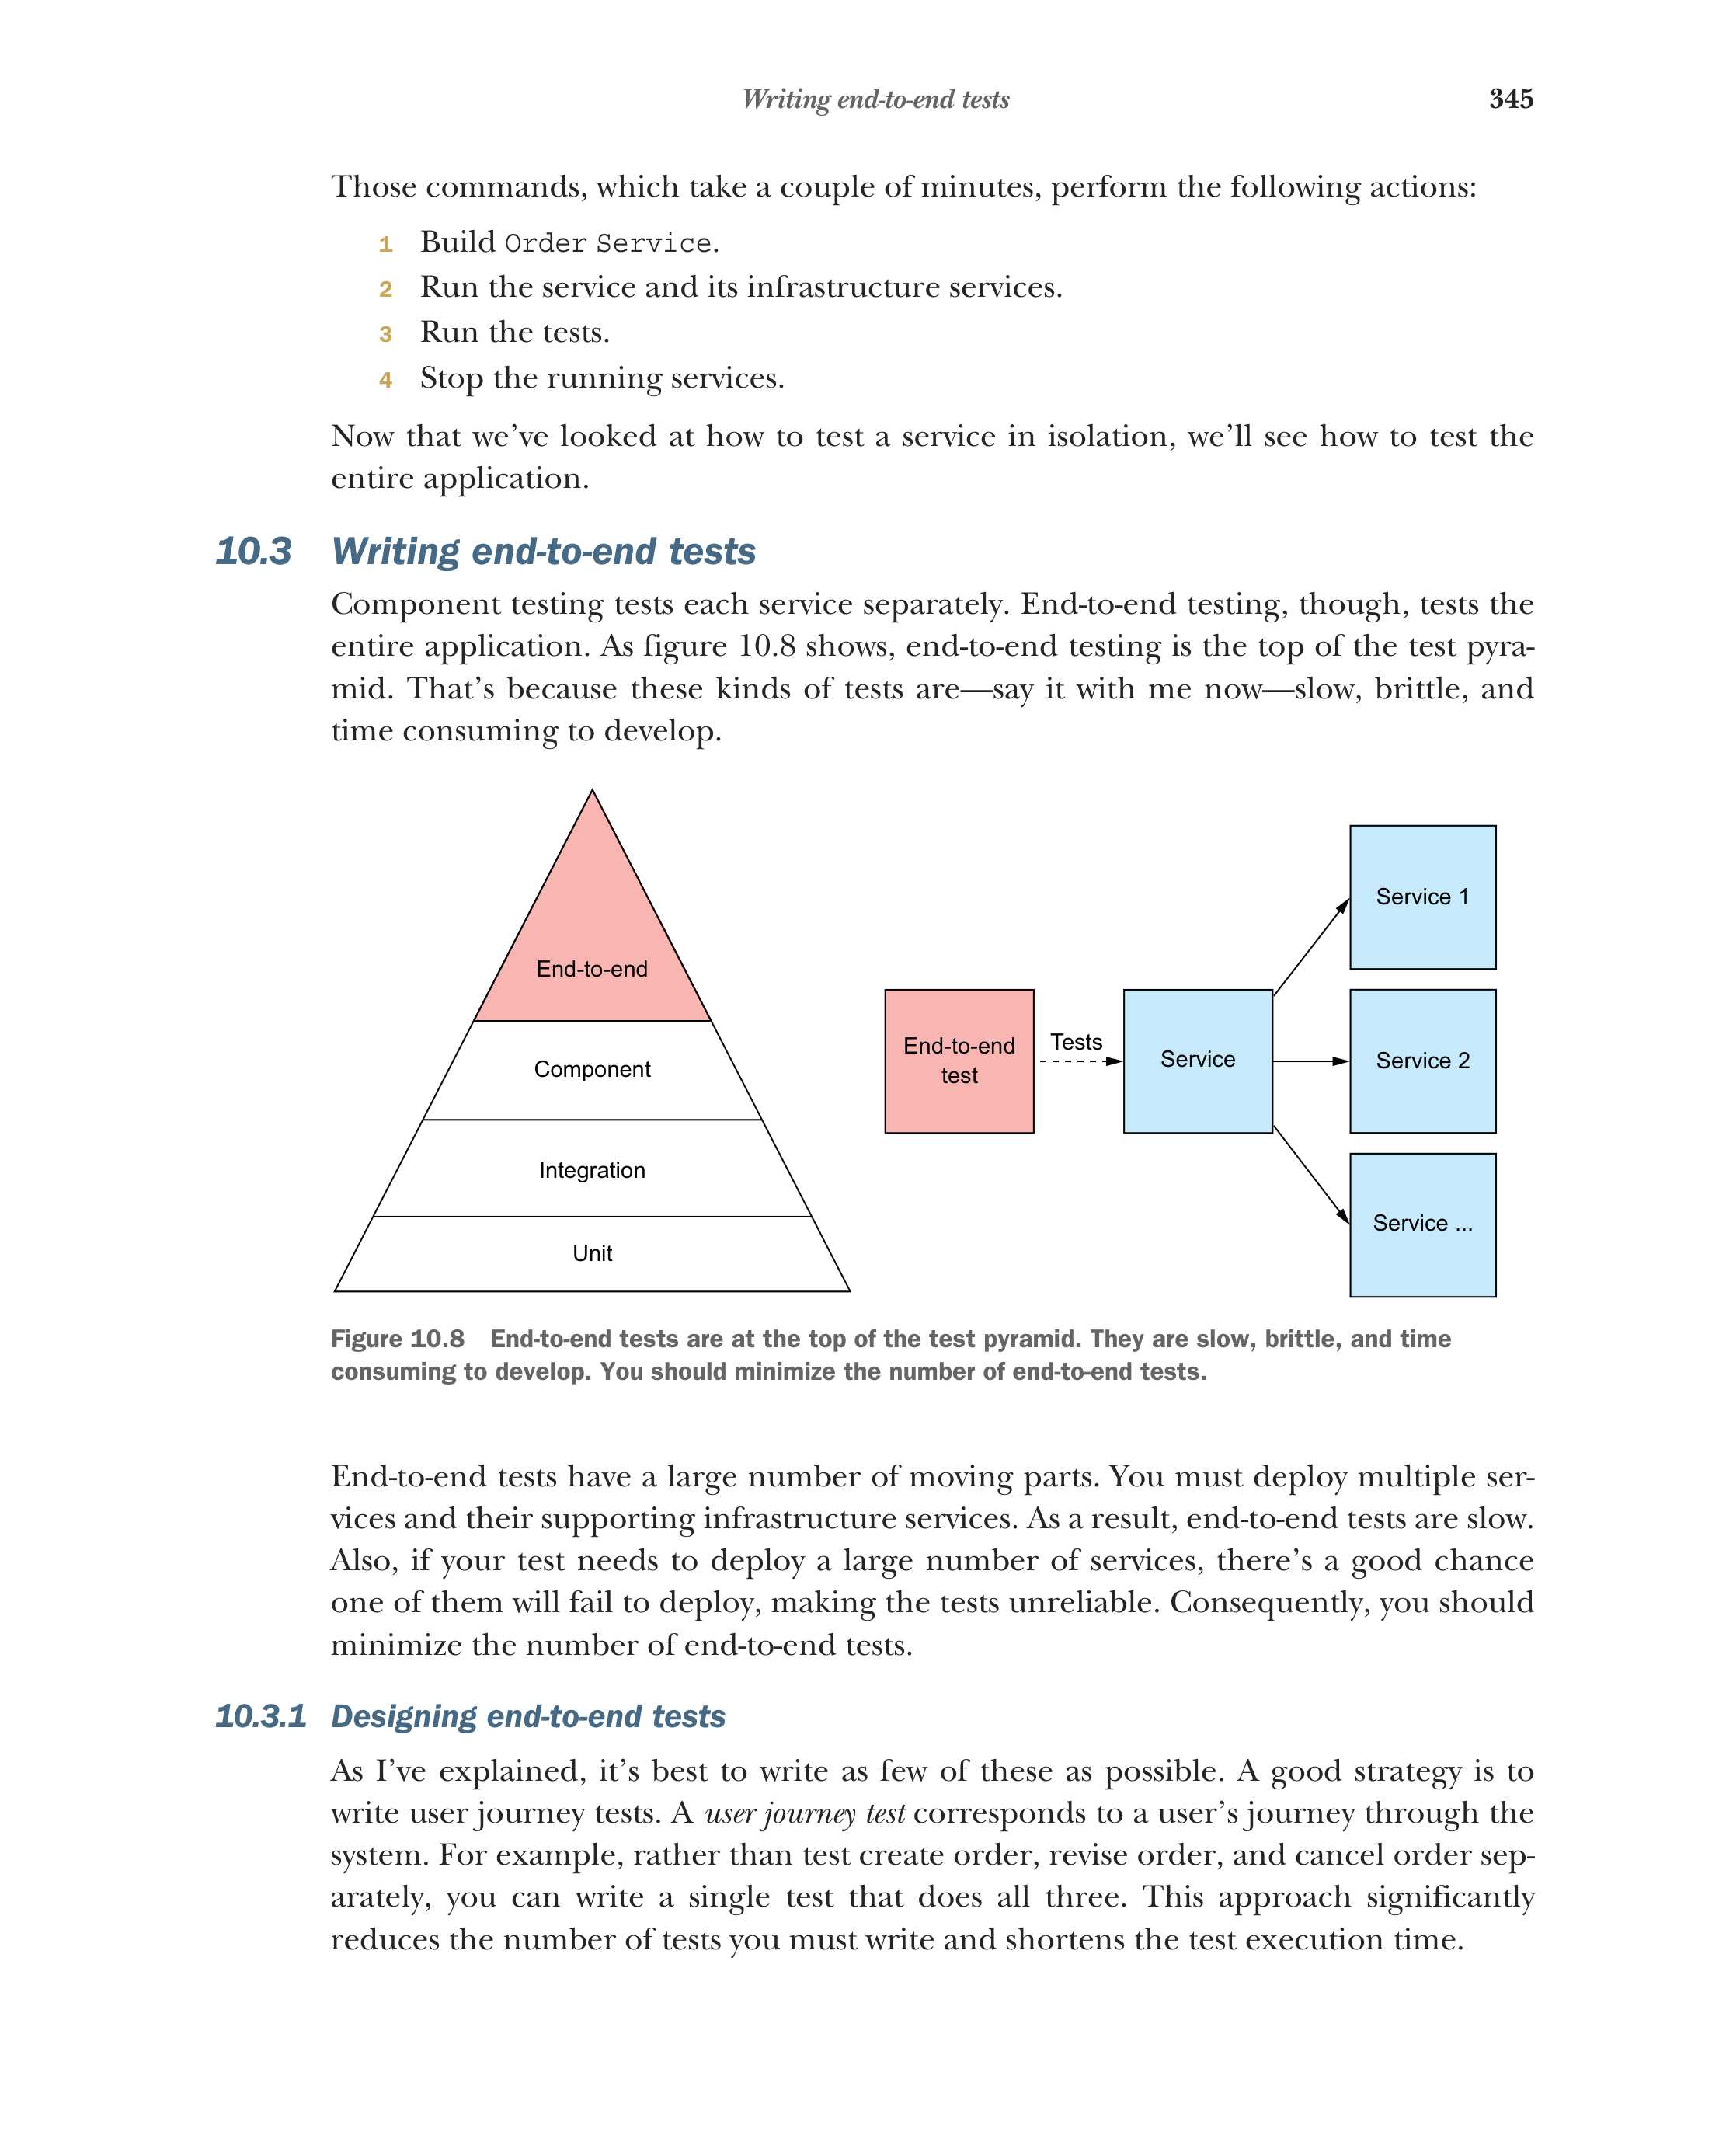 Writing end-to-end tests 345
Those commands, which take a couple of minutes, perform the following actions:
1 Build Order Service.
2 Run the service and its infrastructure services.
3 Run the tests.
4 Stop the running services.
Now that we’ve looked at how to test a service in isolation, we’ll see how to test the
entire application.
10.3 Writing end-to-end tests
Component testing tests each service separately. End-to-end testing, though, tests the
entire application. As figure 10.8 shows, end-to-end testing is the top of the test pyra-
mid. That’s because these kinds of tests are—say it with me now—slow, brittle, and
time consuming to develop.
End-to-end
Component
Integration
Unit
End-to-end
test
Tests
Service
Service 1
Service 2
Service ...
Figure 10.8 End-to-end tests are at the top of the test pyramid. They are slow, brittle, and time
consuming to develop. You should minimize the number of end-to-end tests.
End-to-end tests have a large number of moving parts. You must deploy multiple ser-
vices and their supporting infrastructure services. As a result, end-to-end tests are slow.
Also, if your test needs to deploy a large number of services, there’s a good chance
one of them will fail to deploy, making the tests unreliable. Consequently, you should
minimize the number of end-to-end tests.
10.3.1 Designing end-to-end tests
As I’ve explained, it’s best to write as few of these as possible. A good strategy is to
write user journey tests. A user journey test corresponds to a user’s journey through the
system. For example, rather than test create order, revise order, and cancel order sep-
arately, you can write a single test that does all three. This approach significantly
reduces the number of tests you must write and shortens the test execution time.